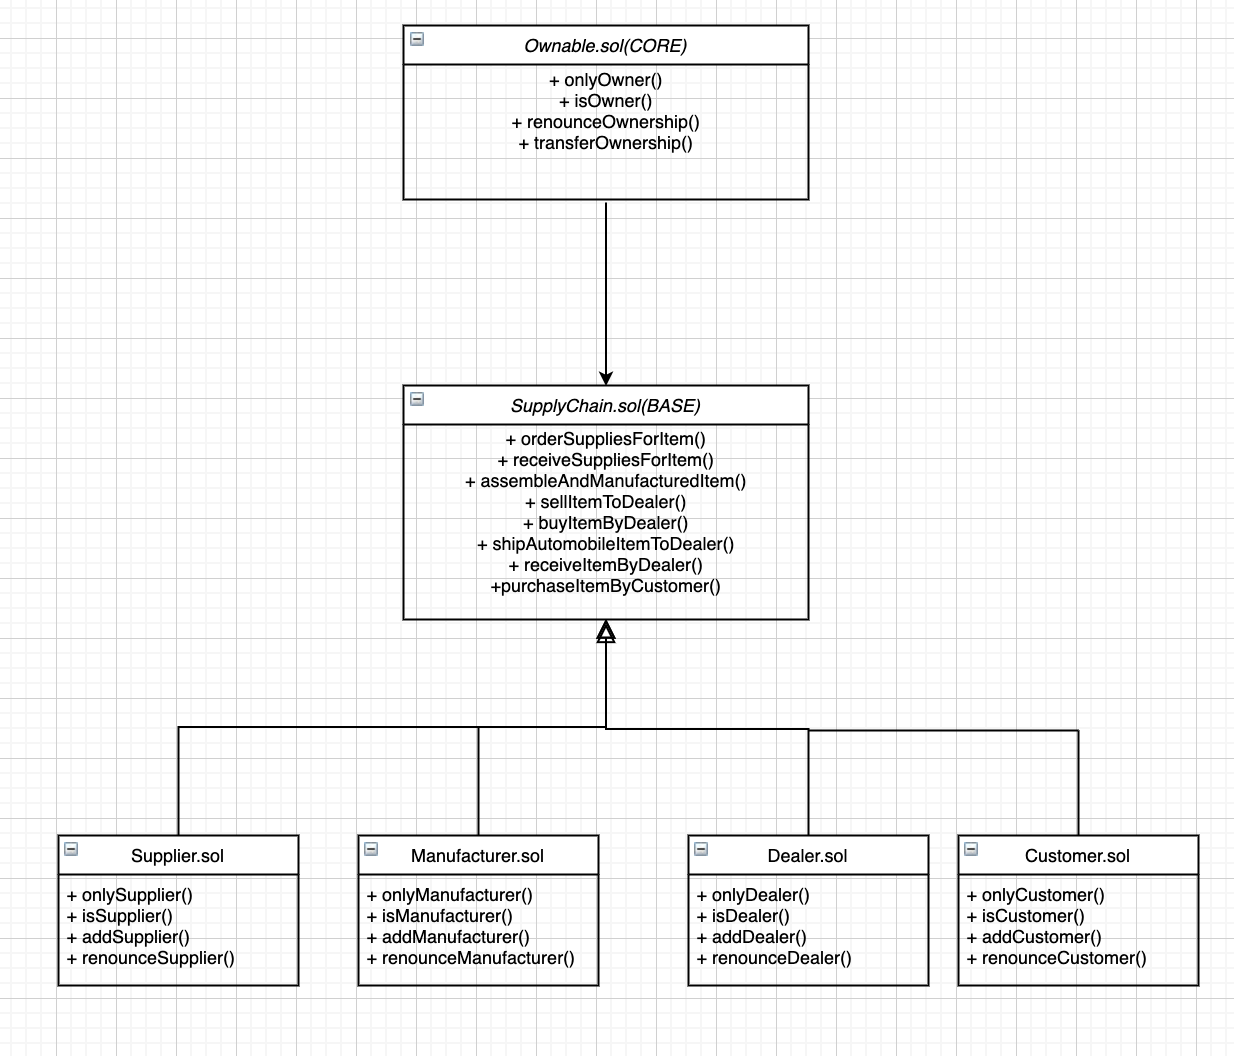 Ownable.sol(CORE)
+ onlyOwner()
+ isOwner()
+ renounceOwnership()
+ transferOwnership()
SupplyChain.sol(BASE)
+ orderSuppliesForItem()
+ receiveSuppliesForItem()
+ assembleAndManufacturedItem()
+ sellItemToDealer()
+ buyItemByDealer()
+ shipAutomobileItemToDealer()
+ receiveItemByDealer()
+purchaseItemByCustomer()
Supplier.sol
+ onlySupplier()
+ isSupplier()
+ addSupplier()
+ renounceSupplier()
Manufacturer.sol
+ onlyManufacturer()
+ isManufacturer()
+ addManufacturer()
+ renounceManufacturer()
Dealer.sol
+ onlyDealer()
+ isDealer()
+ addDealer()
+ renounceDealer()
Customer.sol
+ onlyCustomer()
+ isCustomer()
+ addCustomer()
+ renounceCustomer()